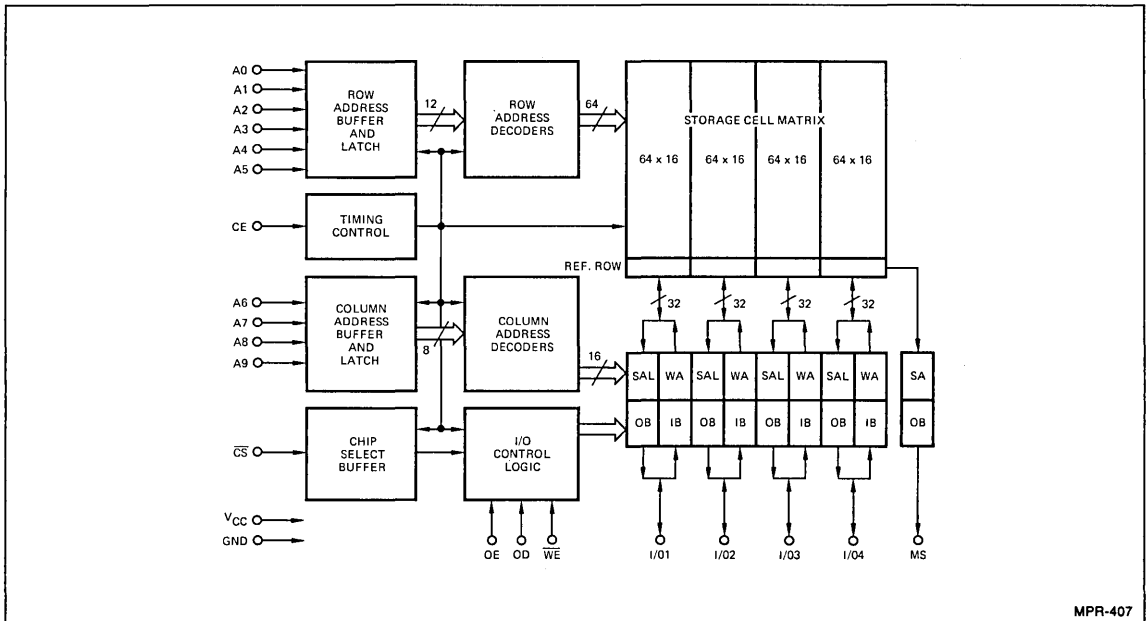 A0
A1
A2
A3
A4
A5
ROW
ADDRESS
BUFFER
AND
LATCH
12
ROW
ADDRESS
DECODERS
64
STORAGE CELL MATRIX
64 x 16
64 x 16
64 x 16
64 x 16
CE
TIMING
CONTROL
REF. ROW
A6
A7
A8
A9
COLUMN
ADDRESS
BUFFER
AND
LATCH
8
COLUMN
ADDRESS
DECODERS
16
32
32
32
32
SAL WA SAL WA SAL WA SAL WA SA
OB IB OB IB OB IB OB IB OB
CS
CHIP
SELECT
BUFFER
I/O
CONTROL
LOGIC
VCC
GND
OE OD WE
I/01 I/02 I/03 I/04 MS
MPR-407